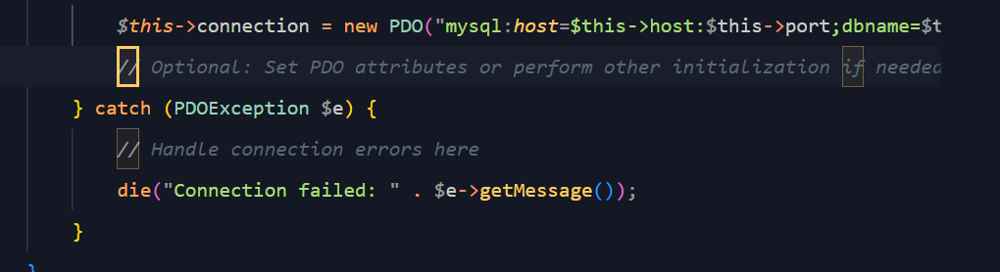 $this->connection = new PDO("mysql:host=$this->host:$this->port;dbname=$t
// Optional: Set PDO attributes or perform other initialization if needed
} catch (PDOException $e) {
// Handle connection errors here
die("Connection failed: " . $e->getMessage());
}
}